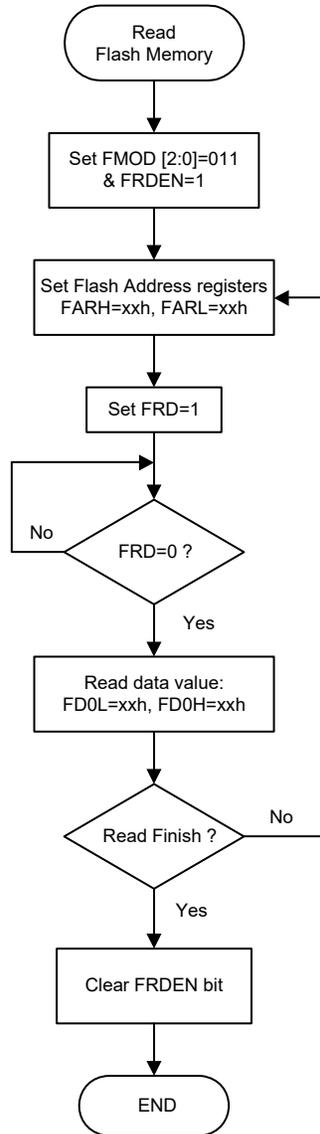 Read
Flash Memory
Set FMOD [2:0]=011
& FRDEN=1
Set Flash Address registers
FARH=xxh, FARL=xxh
Set FRD=1
No
FRD=0 ?
Yes
Read data value:
FD0L=xxh, FD0H=xxh
Read Finish ?
No
Yes
Clear FRDEN bit
END